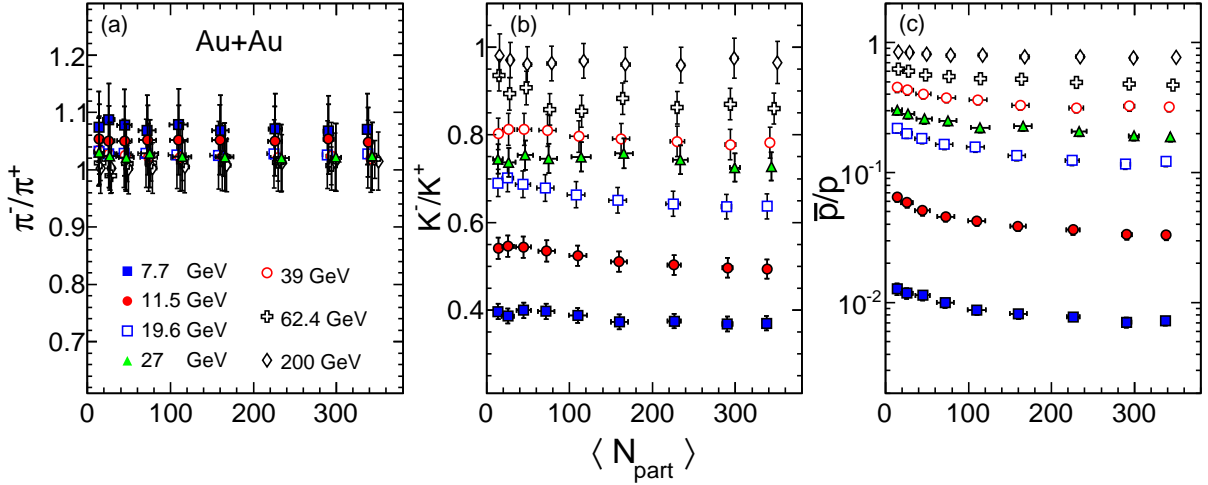 (a)
Au+Au
π⁻/π⁺
1.2
1.1
1
0.9
0.8
0.7
7.7 GeV
11.5 GeV
19.6 GeV
27 GeV
39 GeV
62.4 GeV
200 GeV
0 100 200 300
(b)
K⁻/K⁺
1
0.8
0.6
0.4
0 100 200 300
⟨ N_part ⟩
(c)
p̅/p
1
10⁻¹
10⁻²
0 100 200 300